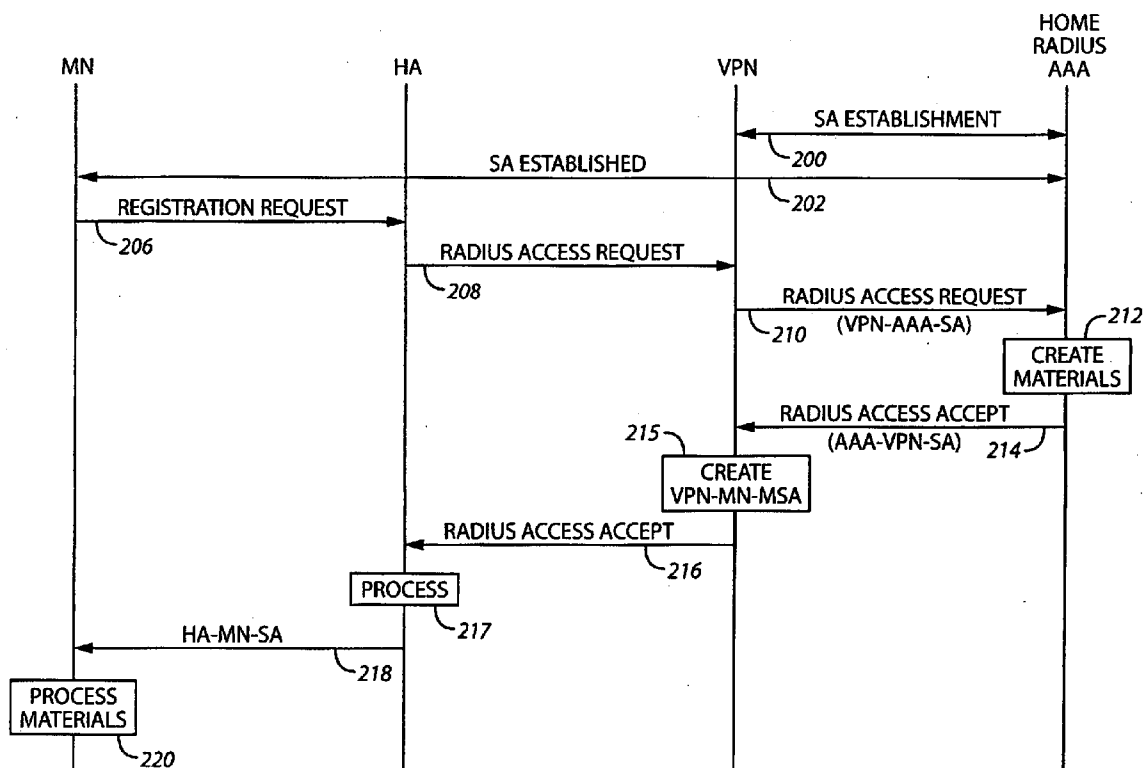 MN
HA
VPN
HOME
RADIUS
AAA
SA ESTABLISHMENT
200
SA ESTABLISHED
202
REGISTRATION REQUEST
206
RADIUS ACCESS REQUEST
208
RADIUS ACCESS REQUEST
(VPN-AAA-SA)
210
212
CREATE
MATERIALS
RADIUS ACCESS ACCEPT
(AAA-VPN-SA)
214
215
CREATE
VPN-MN-MSA
RADIUS ACCESS ACCEPT
216
PROCESS
217
HA-MN-SA
218
PROCESS
MATERIALS
220